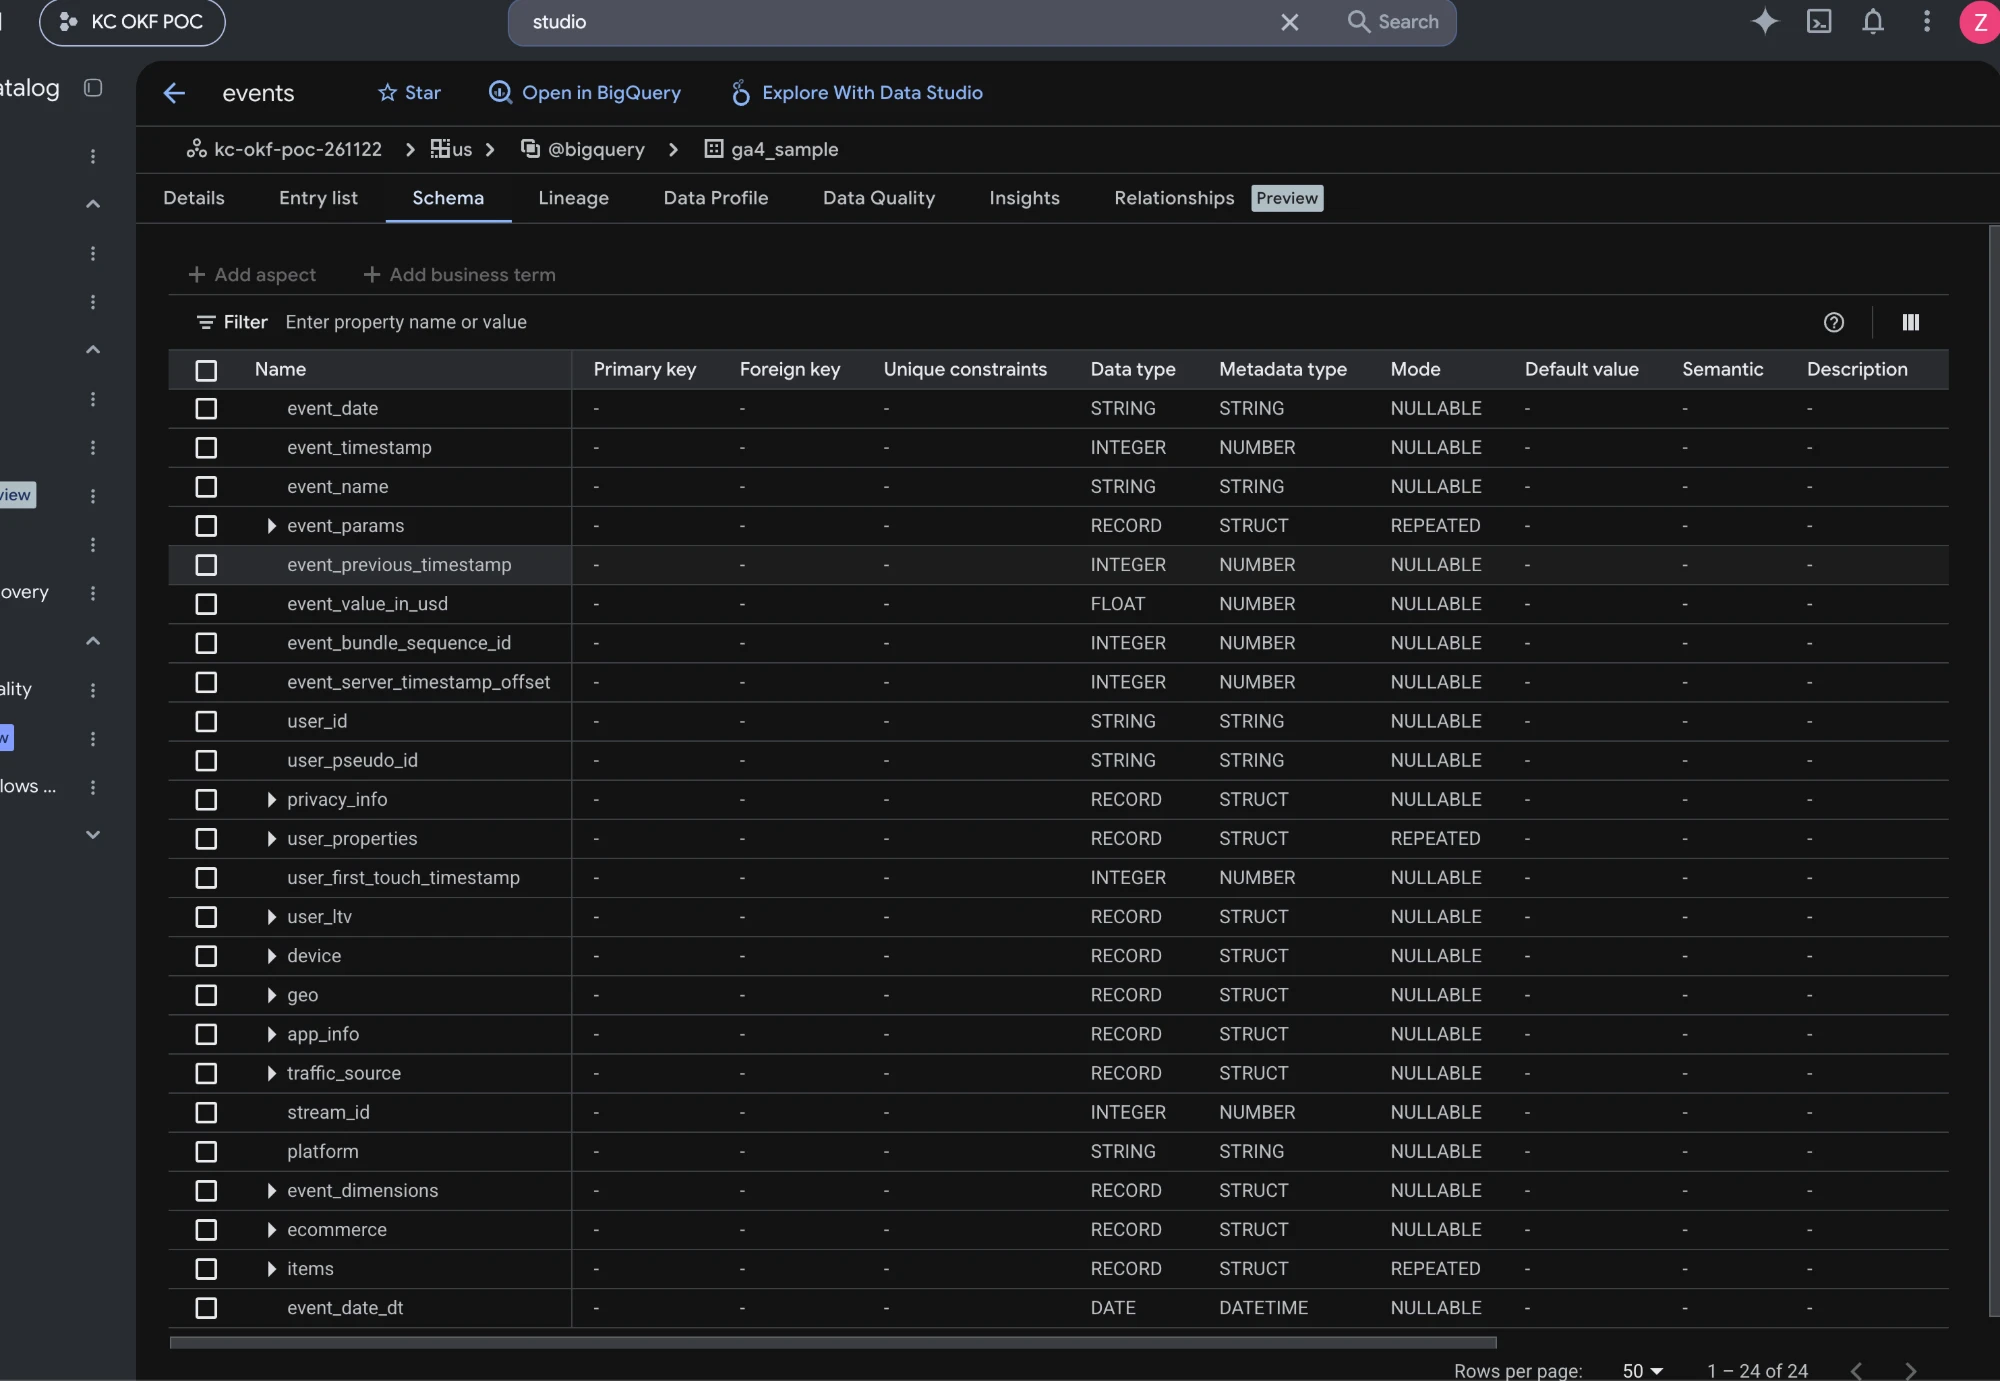 KC OKF POC
studio
Search
Z
atalog
events
Star
Open in BigQuery
Explore With Data Studio
kc-okf-poc-261122 > us > @bigquery > ga4_sample
Details Entry list Schema Lineage Data Profile Data Quality Insights Relationships Preview
+ Add aspect + Add business term
Filter Enter property name or value
Name Primary key Foreign key Unique constraints Data type Metadata type Mode Default value Semantic Description
event_date - - - STRING STRING NULLABLE - - -
event_timestamp - - - INTEGER NUMBER NULLABLE - - -
event_name - - - STRING STRING NULLABLE - - -
view
event_params - - - RECORD STRUCT REPEATED - - -
event_previous_timestamp - - - INTEGER NUMBER NULLABLE - - -
overy
event_value_in_usd - - - FLOAT NUMBER NULLABLE - - -
event_bundle_sequence_id - - - INTEGER NUMBER NULLABLE - - -
ality
event_server_timestamp_offset - - - INTEGER NUMBER NULLABLE - - -
user_id - - - STRING STRING NULLABLE - - -
w
user_pseudo_id - - - STRING STRING NULLABLE - - -
lows ...
privacy_info - - - RECORD STRUCT NULLABLE - - -
user_properties - - - RECORD STRUCT REPEATED - - -
user_first_touch_timestamp - - - INTEGER NUMBER NULLABLE - - -
user_ltv - - - RECORD STRUCT NULLABLE - - -
device - - - RECORD STRUCT NULLABLE - - -
geo - - - RECORD STRUCT NULLABLE - - -
app_info - - - RECORD STRUCT NULLABLE - - -
traffic_source - - - RECORD STRUCT NULLABLE - - -
stream_id - - - INTEGER NUMBER NULLABLE - - -
platform - - - STRING STRING NULLABLE - - -
event_dimensions - - - RECORD STRUCT NULLABLE - - -
ecommerce - - - RECORD STRUCT NULLABLE - - -
items - - - RECORD STRUCT REPEATED - - -
event_date_dt - - - DATE DATETIME NULLABLE - - -
Rows per page: 50 1 – 24 of 24